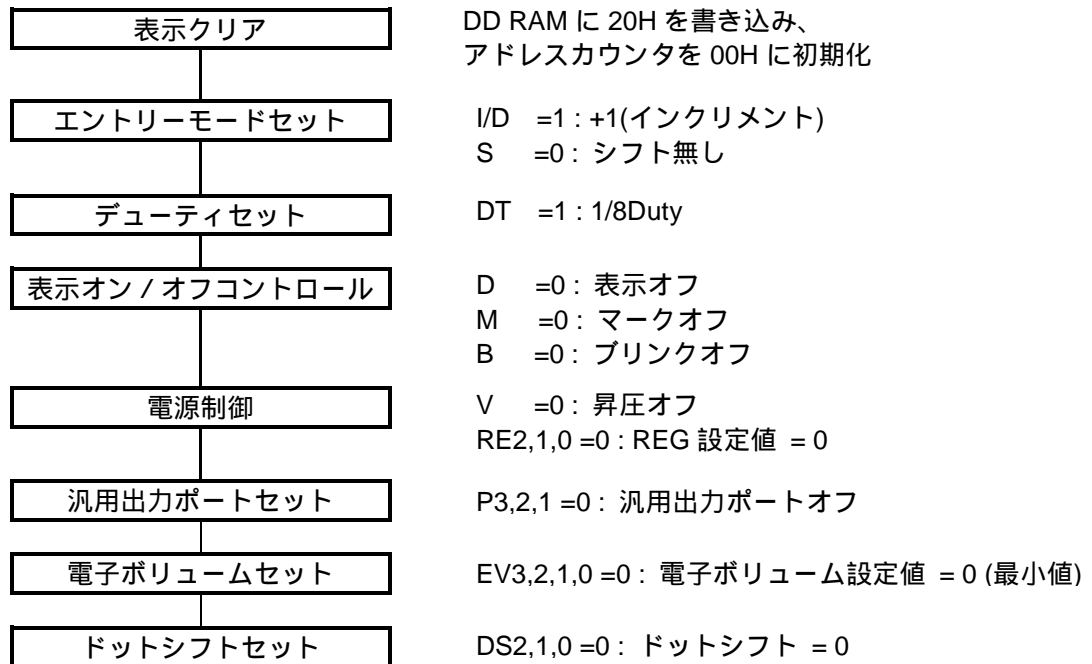 表示クリア
DD RAM に 20H を書き込み、
アドレスカウンタを 00H に初期化
エントリーモードセット
I/D =1 : +1(インクリメント)
S =0 : シフト無し
デューティセット
DT =1 : 1/8Duty
表示オン / オフコントロール
D =0 : 表示オフ
M =0 : マークオフ
B =0 : ブリンクオフ
電源制御
V =0 : 昇圧オフ
RE2,1,0 =0 : REG 設定値 = 0
汎用出力ポートセット
P3,2,1 =0 : 汎用出力ポートオフ
電子ボリュームセット
EV3,2,1,0 =0 : 電子ボリューム設定値 = 0 (最小値)
ドットシフトセット
DS2,1,0 =0 : ドットシフト = 0